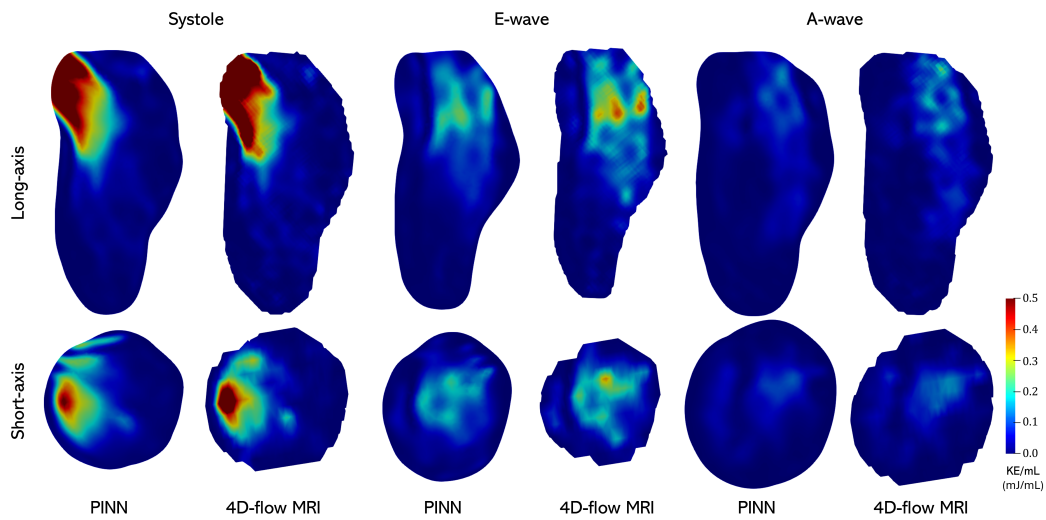 Systole
E-wave
A-wave
Long-axis
Short-axis
0.5
0.4
0.3
0.2
0.1
0.0
KE/mL
(mJ/mL)
PINN
4D-flow MRI
PINN
4D-flow MRI
PINN
4D-flow MRI